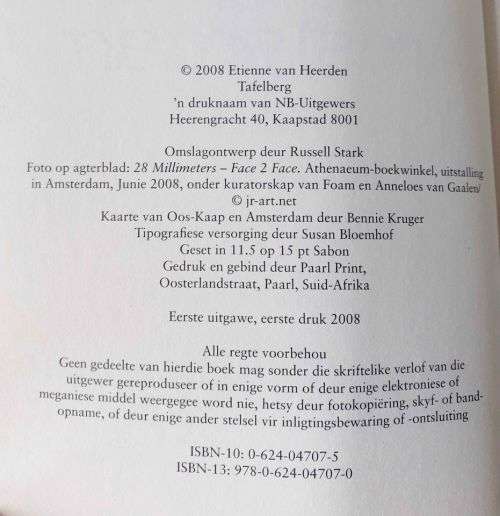 © 2008 Etienne van Heerden
Tafelberg
'n druknaam van NB-Uitgewers
Heerengracht 40, Kaapstad 8001
Omslagontwerp deur Russell Stark
Foto op agterblad: 28 Millimeters – Face 2 Face. Athenaeum-boekwinkel, uitstalling
in Amsterdam, Junie 2008, onder kuratorskap van Foam en Anneloes van Gaalen/
© jr-art.net
Kaarte van Oos-Kaap en Amsterdam deur Bennie Kruger
Tipografiese versorging deur Susan Bloemhof
Geset in 11.5 op 15 pt Sabon
Gedruk en gebind deur Paarl Print,
Oosterlandstraat, Paarl, Suid-Afrika
Eerste uitgawe, eerste druk 2008
Alle regte voorbehou
Geen gedeelte van hierdie boek mag sonder die skriftelike verlof van die
uitgewer gereproduseer of in enige vorm of deur enige elektroniese of
meganiese middel weergegee word nie, hetsy deur fotokopiëring, skyf- of band-
opname, of deur enige ander stelsel vir inligtingsbewaring of -ontsluiting
ISBN-10: 0-624-04707-5
ISBN-13: 978-0-624-04707-0